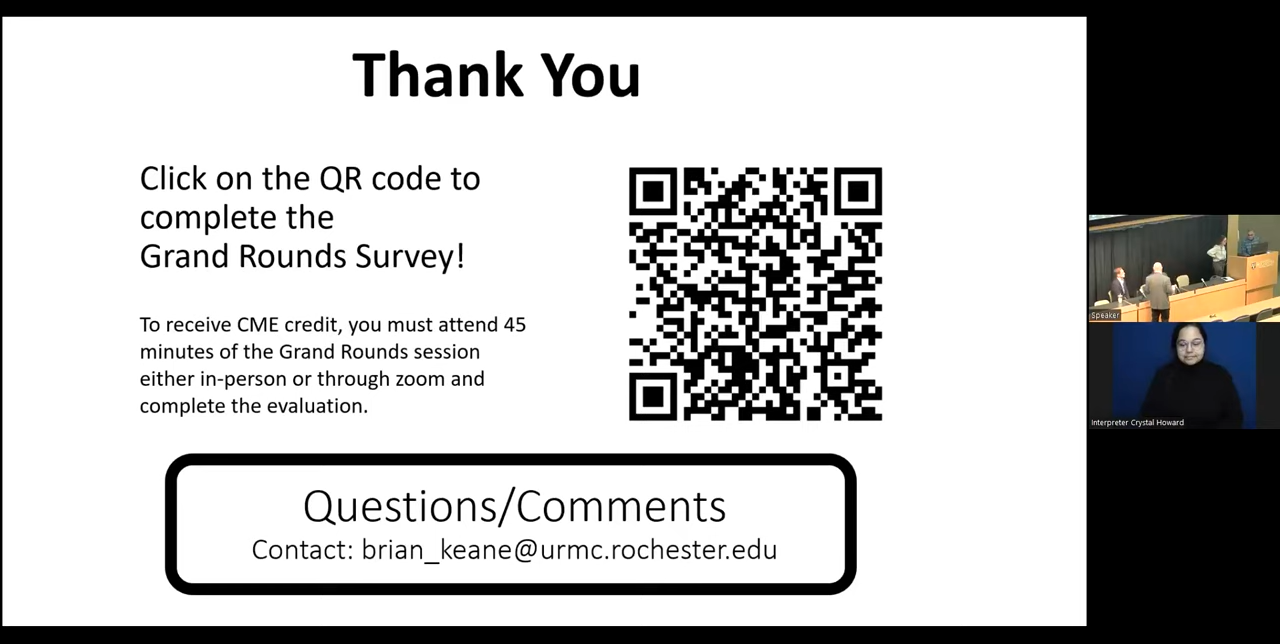 Thank You
Click on the QR code to
complete the
Grand Rounds Survey!
To receive CME credit, you must attend 45
minutes of the Grand Rounds session
either in-person or through zoom and
complete the evaluation.
Questions/Comments
Contact: brian_keane@urmc.rochester.edu
Speaker
Interpreter Crystal Howard